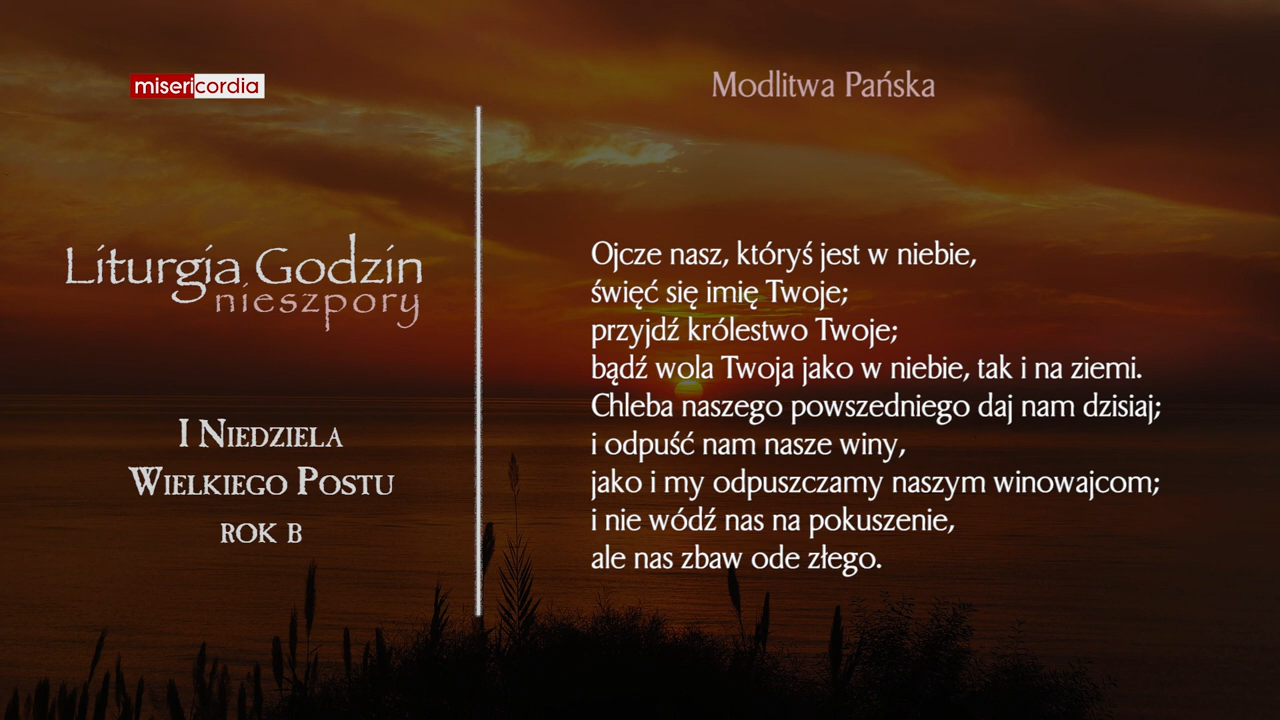 misericordia
Liturgia Godzin
nieszpory
I Niedziela
Wielkiego Postu
rok B
Modlitwa Pańska
Ojcze nasz, któryś jest w niebie,
święć się imię Twoje;
przyjdź królestwo Twoje;
bądź wola Twoja jako w niebie, tak i na ziemi.
Chleba naszego powszedniego daj nam dzisiaj;
i odpuść nam nasze winy,
jako i my odpuszczamy naszym winowajcom;
i nie wódź nas na pokuszenie,
ale nas zbaw ode złego.